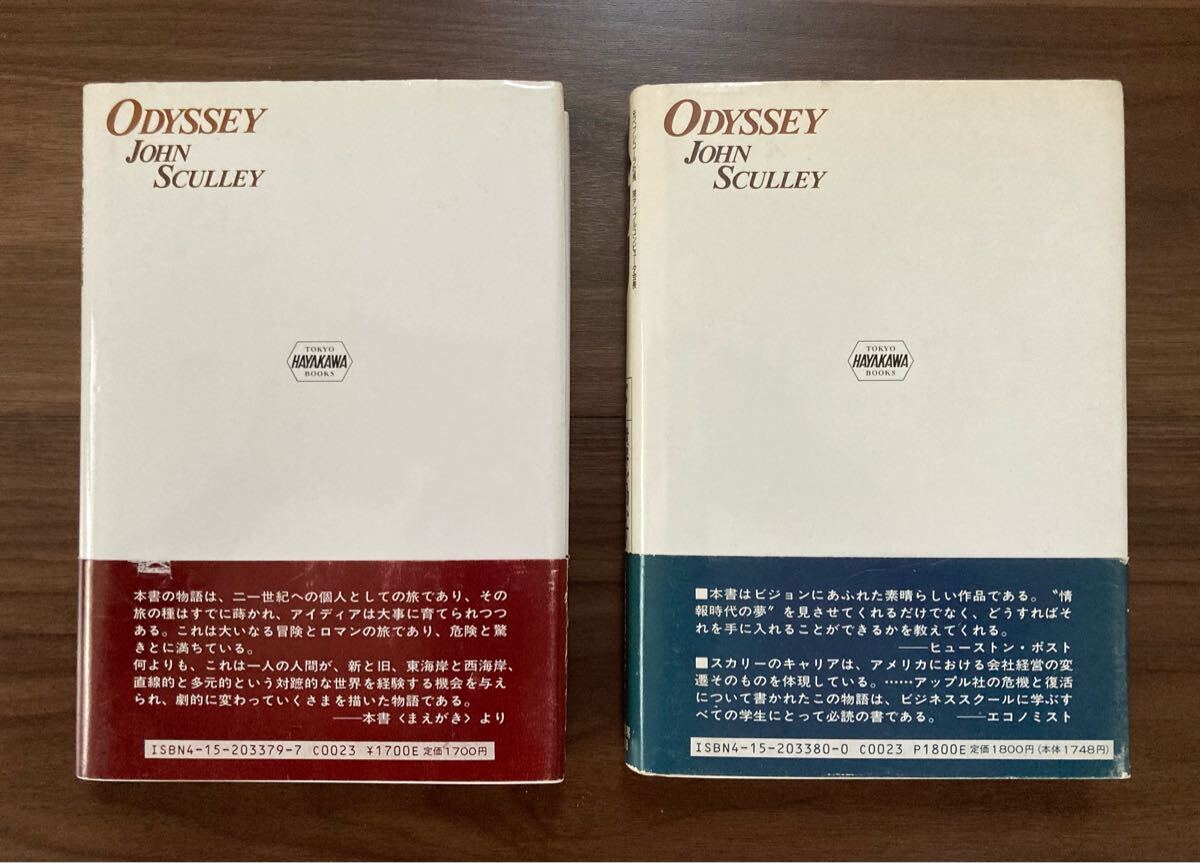 ODYSSEY
JOHN
SCULLEY
TOKYO
HAYAKAWA
BOOKS
本書の物語は、二一世紀への個人としての旅であり、その
旅の種はすでに蒔かれ、アイディアは大事に育てられつつ
ある。これは大いなる冒険とロマンの旅であり、危険と驚
きとに満ちている。
何よりも、これは一人の人間が、新と旧、東海岸と西海岸、
直線的と多元的という対蹠的な世界を経験する機会を与え
られ、劇的に変わっていくさまを描いた物語である。
──本書〈まえがき〉より
ISBN4-15-203379-7 C0023 ¥1700E 定価1700円
ODYSSEY
JOHN
SCULLEY
TOKYO
HAYAKAWA
BOOKS
■本書はビジョンにあふれた素晴らしい作品である。〝情
報時代の夢〟を見させてくれるだけでなく、どうすればそ
れを手に入れることができるかを教えてくれる。
──ヒューストン・ポスト
■スカリーのキャリアは、アメリカにおける会社経営の変
遷そのものを体現している。……アップル社の危機と復活
について書かれたこの物語は、ビジネススクールに学ぶす
べての学生にとって必読の書である。 ──エコノミスト
ISBN4-15-203380-0 C0023 P1800E 定価1800円(本体1748円)